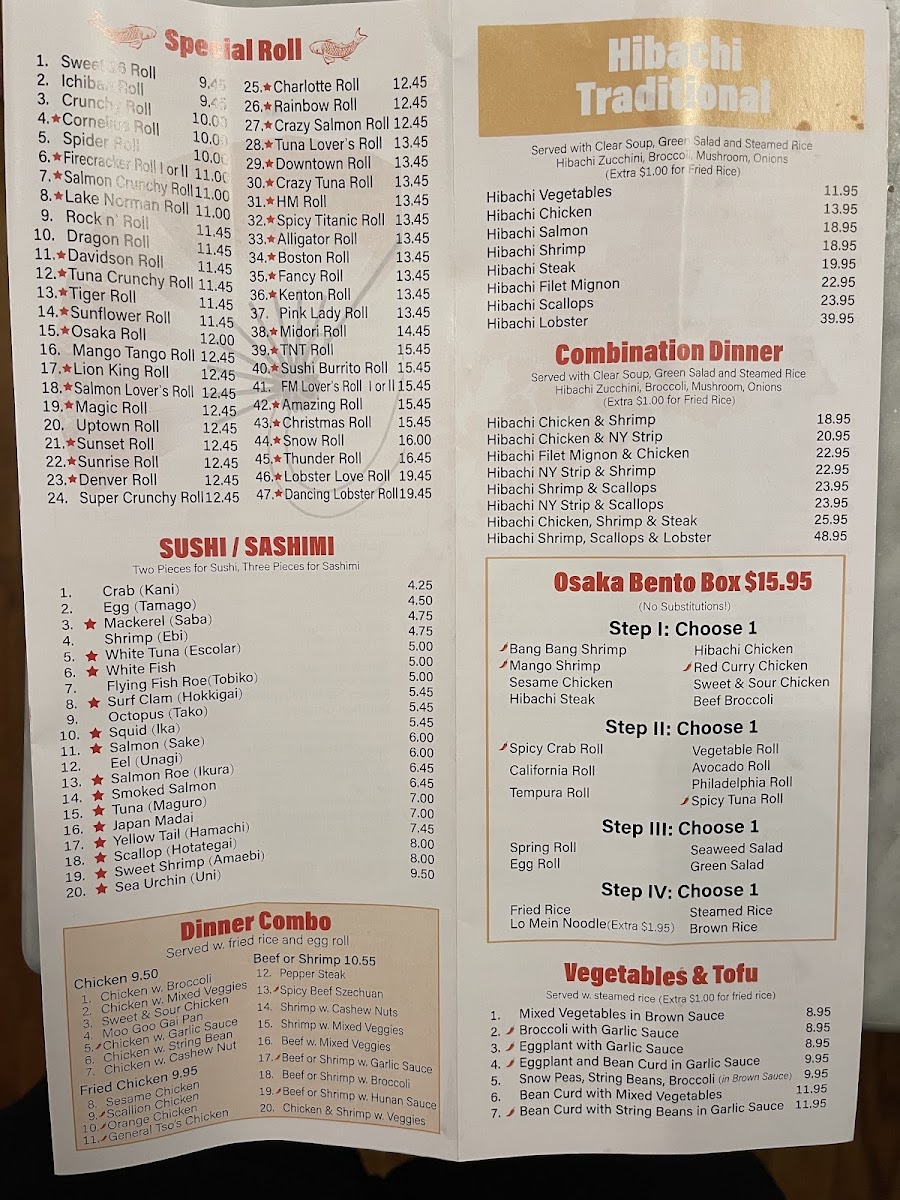 Special Roll
1. Sweet 16 Roll 9.45
2. Ichiban Roll 9.45
3. Crunchy Roll 10.00
4.★Cornelius Roll 10.00
5. Spider Roll 10.00
6.★Firecracker Roll I or II 11.00
7.★Salmon Crunchy Roll 11.00
8.★Lake Norman Roll 11.00
9. Rock n' Roll 11.45
10. Dragon Roll 11.45
11.★Davidson Roll 11.45
12.★Tuna Crunchy Roll 11.45
13.★Tiger Roll 11.45
14.★Sunflower Roll 11.45
15.★Osaka Roll 12.00
16. Mango Tango Roll 12.45
17.★Lion King Roll 12.45
18.★Salmon Lover's Roll 12.45
19.★Magic Roll 12.45
20. Uptown Roll 12.45
21.★Sunset Roll 12.45
22.★Sunrise Roll 12.45
23.★Denver Roll 12.45
24. Super Crunchy Roll 12.45
25.★Charlotte Roll 12.45
26.★Rainbow Roll 12.45
27.★Crazy Salmon Roll 12.45
28.★Tuna Lover's Roll 13.45
29.★Downtown Roll 13.45
30.★Crazy Tuna Roll 13.45
31.★HM Roll 13.45
32.★Spicy Titanic Roll 13.45
33.★Alligator Roll 13.45
34.★Boston Roll 13.45
35.★Fancy Roll 13.45
36.★Kenton Roll 13.45
37. Pink Lady Roll 13.45
38.★Midori Roll 14.45
39.★TNT Roll 15.45
40.★Sushi Burrito Roll 15.45
41. FM Lover's Roll I or II 15.45
42.★Amazing Roll 15.45
43.★Christmas Roll 15.45
44.★Snow Roll 16.00
45.★Thunder Roll 16.45
46.★Lobster Love Roll 19.45
47.★Dancing Lobster Roll 19.45
SUSHI / SASHIMI
Two Pieces for Sushi, Three Pieces for Sashimi
1. Crab (Kani) 4.25
2. Egg (Tamago) 4.50
3. ★ Mackerel (Saba) 4.75
4. Shrimp (Ebi) 4.75
5. ★ White Tuna (Escolar) 5.00
6. ★ White Fish 5.00
7. Flying Fish Roe(Tobiko) 5.00
8. ★ Surf Clam (Hokkigai) 5.45
9. Octopus (Tako) 5.45
10. ★ Squid (Ika) 5.45
11. ★ Salmon (Sake) 6.00
12. Eel (Unagi) 6.00
13. ★ Salmon Roe (Ikura) 6.45
14. ★ Smoked Salmon 6.45
15. ★ Tuna (Maguro) 7.00
16. ★ Japan Madai 7.00
17. ★ Yellow Tail (Hamachi) 7.45
18. ★ Scallop (Hotategai) 8.00
19. ★ Sweet Shrimp (Amaebi) 8.00
20. ★ Sea Urchin (Uni) 9.50
Dinner Combo
Served w. fried rice and egg roll
Chicken 9.50
1. Chicken w. Broccoli
2. Chicken w. Mixed Veggies
3. Sweet & Sour Chicken
4. Moo Goo Gai Pan
5. Chicken w. Garlic Sauce
6. Chicken w. String Bean
7. Chicken w. Cashew Nut
Fried Chicken 9.95
8. Sesame Chicken
9. Scallion Chicken
10. Orange Chicken
11. General Tso's Chicken
Beef or Shrimp 10.55
12. Pepper Steak
13. Spicy Beef Szechuan
14. Shrimp w. Cashew Nuts
15. Shrimp w. Mixed Veggies
16. Beef w. Mixed Veggies
17. Beef or Shrimp w. Garlic Sauce
18. Beef or Shrimp w. Broccoli
19. Beef or Shrimp w. Hunan Sauce
20. Chicken & Shrimp w. Veggies
Hibachi
Traditional
Served with Clear Soup, Green Salad and Steamed Rice
Hibachi Zucchini, Broccoli, Mushroom, Onions
(Extra $1.00 for Fried Rice)
Hibachi Vegetables 11.95
Hibachi Chicken 13.95
Hibachi Salmon 18.95
Hibachi Shrimp 18.95
Hibachi Steak 19.95
Hibachi Filet Mignon 22.95
Hibachi Scallops 23.95
Hibachi Lobster 39.95
Combination Dinner
Served with Clear Soup, Green Salad and Steamed Rice
Hibachi Zucchini, Broccoli, Mushroom, Onions
(Extra $1.00 for Fried Rice)
Hibachi Chicken & Shrimp 18.95
Hibachi Chicken & NY Strip 20.95
Hibachi Filet Mignon & Chicken 22.95
Hibachi NY Strip & Shrimp 22.95
Hibachi Shrimp & Scallops 23.95
Hibachi NY Strip & Scallops 23.95
Hibachi Chicken, Shrimp & Steak 25.95
Hibachi Shrimp, Scallops & Lobster 48.95
Osaka Bento Box $15.95
(No Substitutions!)
Step I: Choose 1
Bang Bang Shrimp Hibachi Chicken
Mango Shrimp Red Curry Chicken
Sesame Chicken Sweet & Sour Chicken
Hibachi Steak Beef Broccoli
Step II: Choose 1
Spicy Crab Roll
California Roll
Tempura Roll
Vegetable Roll
Avocado Roll
Philadelphia Roll
Spicy Tuna Roll
Step III: Choose 1
Spring Roll Seaweed Salad
Egg Roll Green Salad
Step IV: Choose 1
Fried Rice Steamed Rice
Lo Mein Noodle(Extra $1.95) Brown Rice
Vegetables & Tofu
Served w. steamed rice (Extra $1.00 for fried rice)
1. Mixed Vegetables in Brown Sauce 8.95
2. Broccoli with Garlic Sauce 8.95
3. Eggplant with Garlic Sauce 8.95
4. Eggplant and Bean Curd in Garlic Sauce 9.95
5. Snow Peas, String Beans, Broccoli (in Brown Sauce) 9.95
6. Bean Curd with Mixed Vegetables 11.95
7. Bean Curd with String Beans in Garlic Sauce 11.95